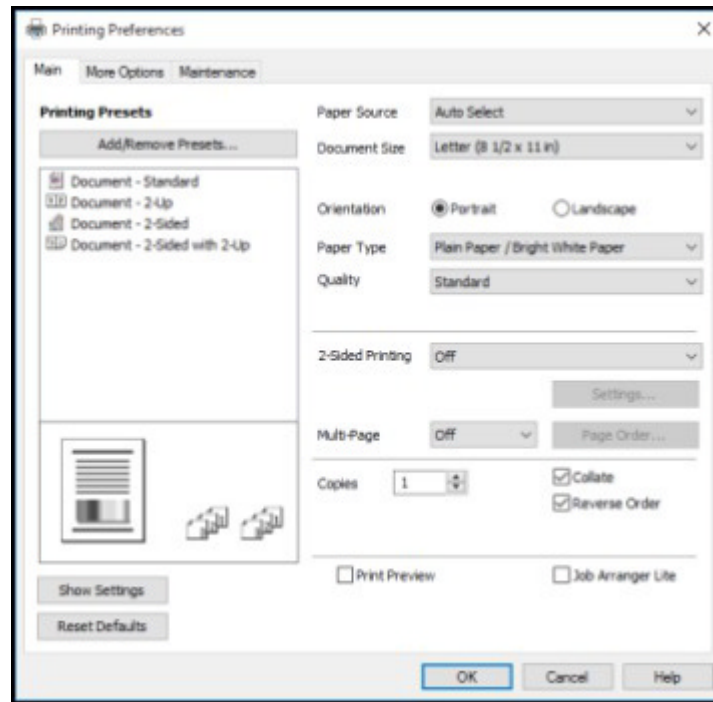 Printing Preferences
Main More Options Maintenance
Printing Presets
Add/Remove Presets...
Document - Standard
Document - 2-Up
Document - 2-Sided
Document - 2-Sided with 2-Up
Show Settings
Reset Defaults
Paper Source Auto Select
Document Size Letter (8 1/2 x 11 in)
Orientation Portrait Landscape
Paper Type Plain Paper / Bright White Paper
Quality Standard
2-Sided Printing Off
Settings...
Multi-Page Off Page Order...
Copies 1 Collate
Reverse Order
Print Preview Job Arranger Lite
OK Cancel Help